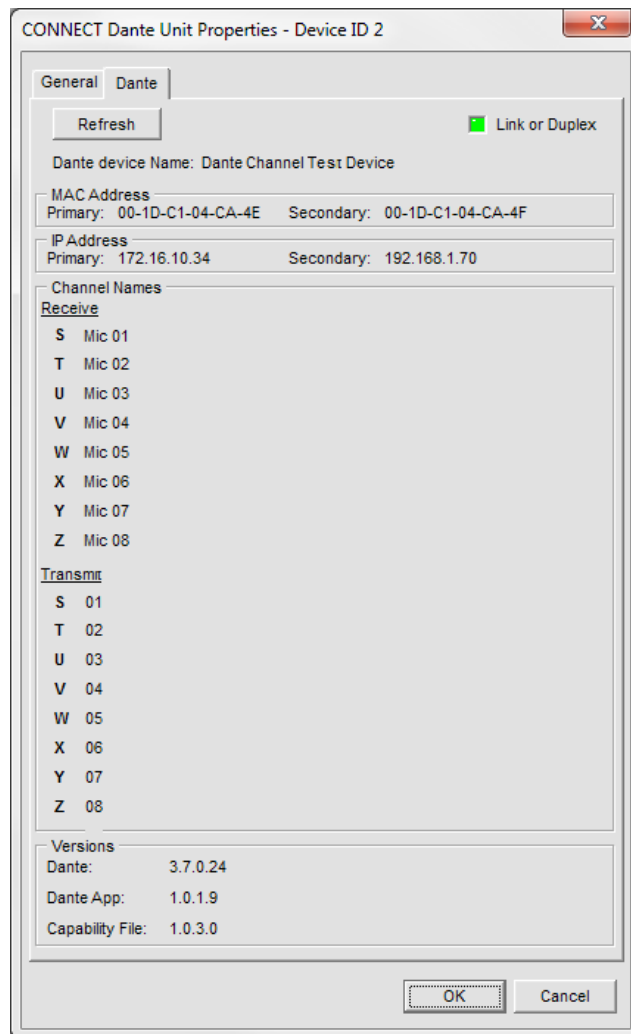 CONNECT Dante Unit Properties - Device ID 2
General Dante
Refresh Link or Duplex
Dante device Name: Dante Channel Test Device
MAC Address
Primary: 00-1D-C1-04-CA-4E Secondary: 00-1D-C1-04-CA-4F
IP Address
Primary: 172.16.10.34 Secondary: 192.168.1.70
Channel Names
Receive
S Mic 01
T Mic 02
U Mic 03
V Mic 04
W Mic 05
X Mic 06
Y Mic 07
Z Mic 08
Transmit
S 01
T 02
U 03
V 04
W 05
X 06
Y 07
Z 08
Versions
Dante: 3.7.0.24
Dante App: 1.0.1.9
Capability File: 1.0.3.0
OK Cancel